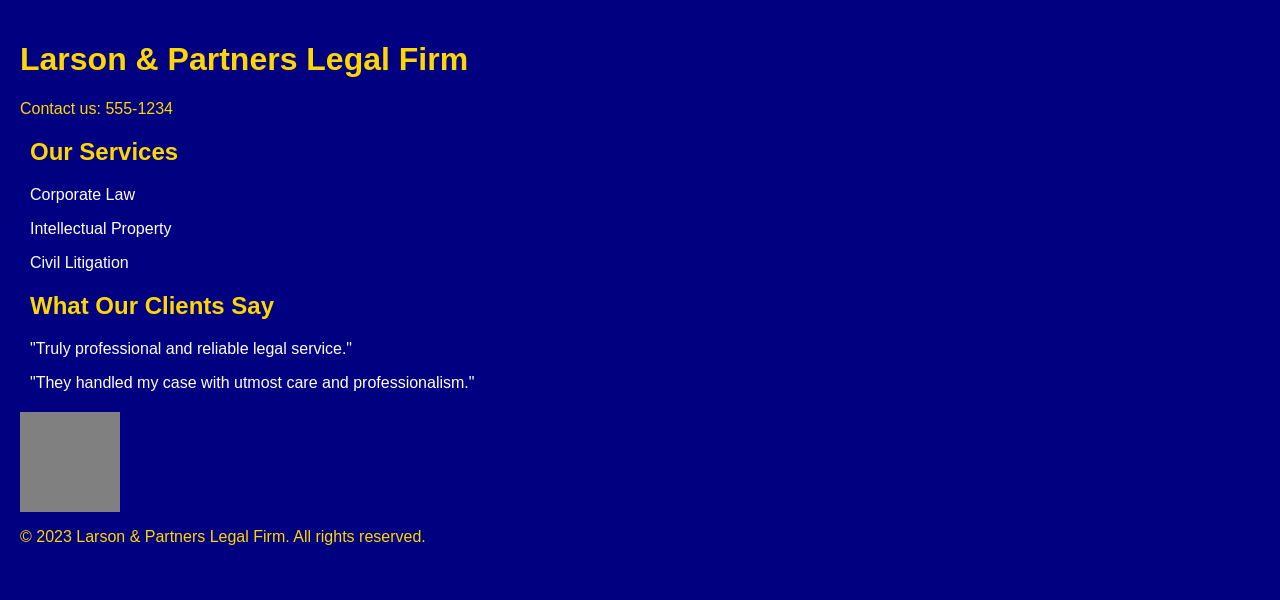 Larson & Partners Legal Firm
Contact us: 555-1234
Our Services
Corporate Law
Intellectual Property
Civil Litigation
What Our Clients Say
"Truly professional and reliable legal service."
"They handled my case with utmost care and professionalism."
© 2023 Larson & Partners Legal Firm. All rights reserved.